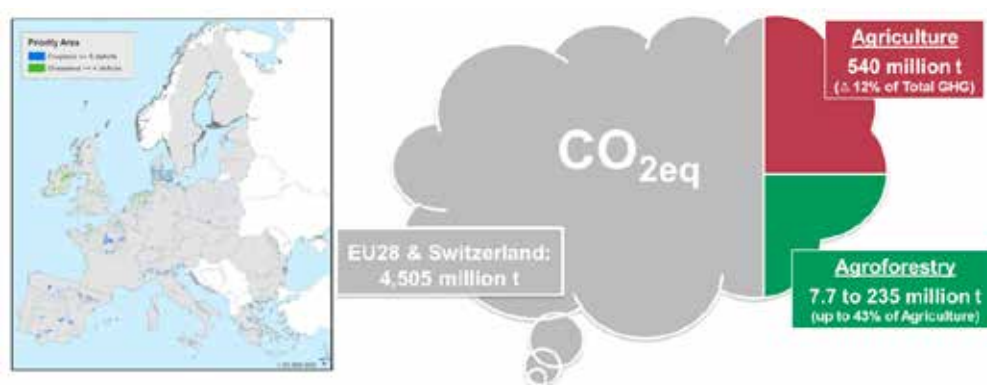 Priority Area
CO2eq
EU28 & Switzerland:
4,505 million t
Agriculture
540 million t
(≙ 12% of Total GHG)
Agroforestry
7.7 to 235 million t
(up to 43% of Agriculture)